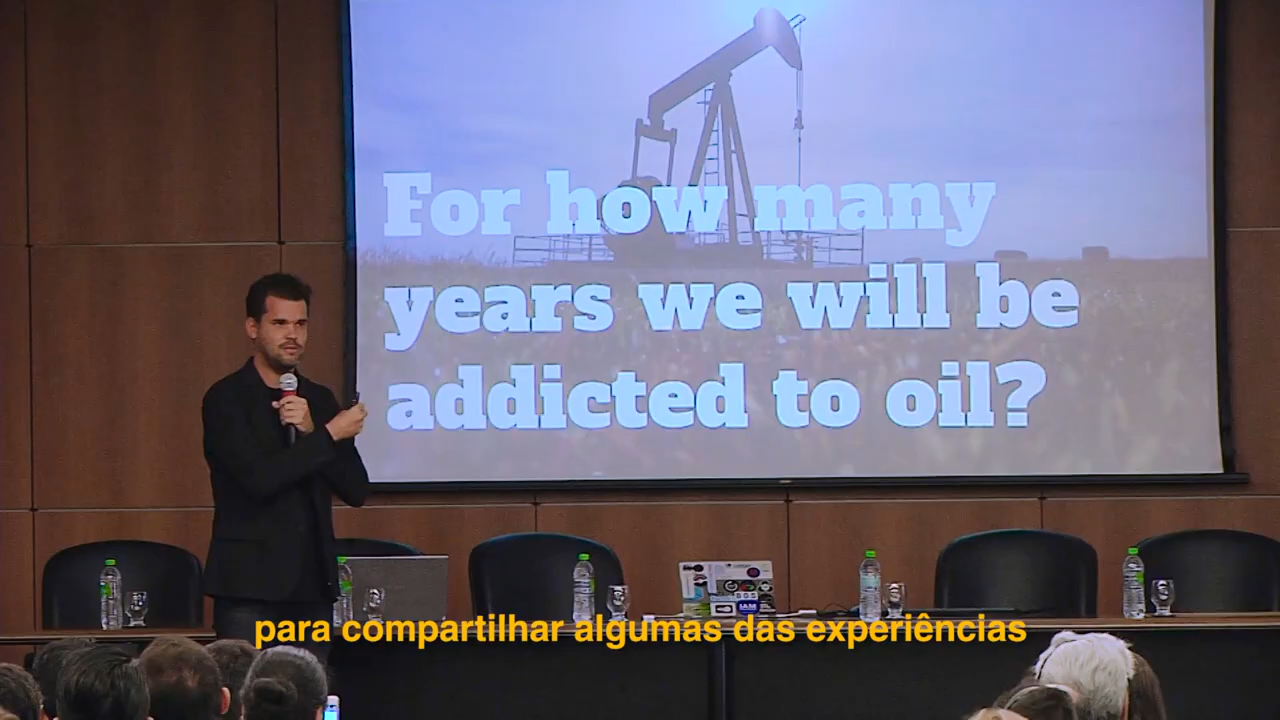 For how many
years we will be
addicted to oil?
para compartilhar algumas das experiências